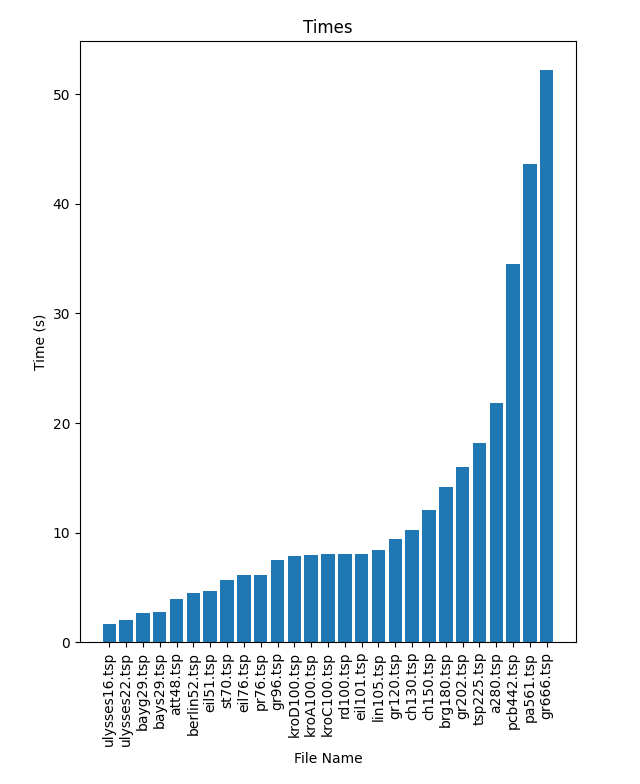 Times
50
40
30
20
10
0
Time (s)
ulysses16.tsp
ulysses22.tsp
bayg29.tsp
bays29.tsp
att48.tsp
berlin52.tsp
eil51.tsp
st70.tsp
eil76.tsp
pr76.tsp
gr96.tsp
kroD100.tsp
kroA100.tsp
kroC100.tsp
rd100.tsp
eil101.tsp
lin105.tsp
gr120.tsp
ch130.tsp
ch150.tsp
brg180.tsp
gr202.tsp
tsp225.tsp
a280.tsp
pcb442.tsp
pa561.tsp
gr666.tsp
File Name